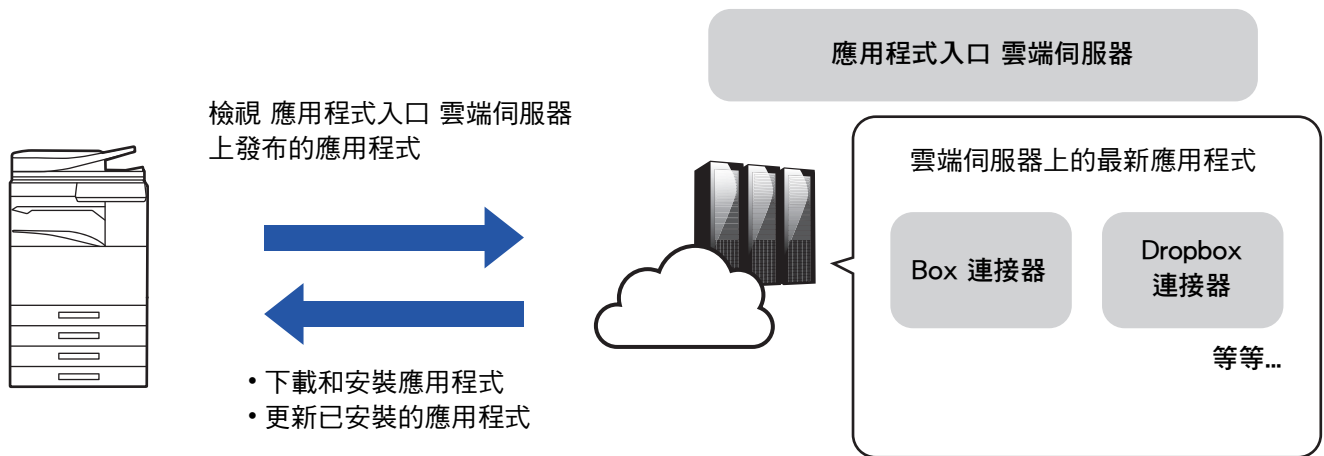 應用程式入口 雲端伺服器
檢視 應用程式入口 雲端伺服器
上發布的應用程式
雲端伺服器上的最新應用程式
Box 連接器
Dropbox
連接器
等等...
• 下載和安裝應用程式
• 更新已安裝的應用程式